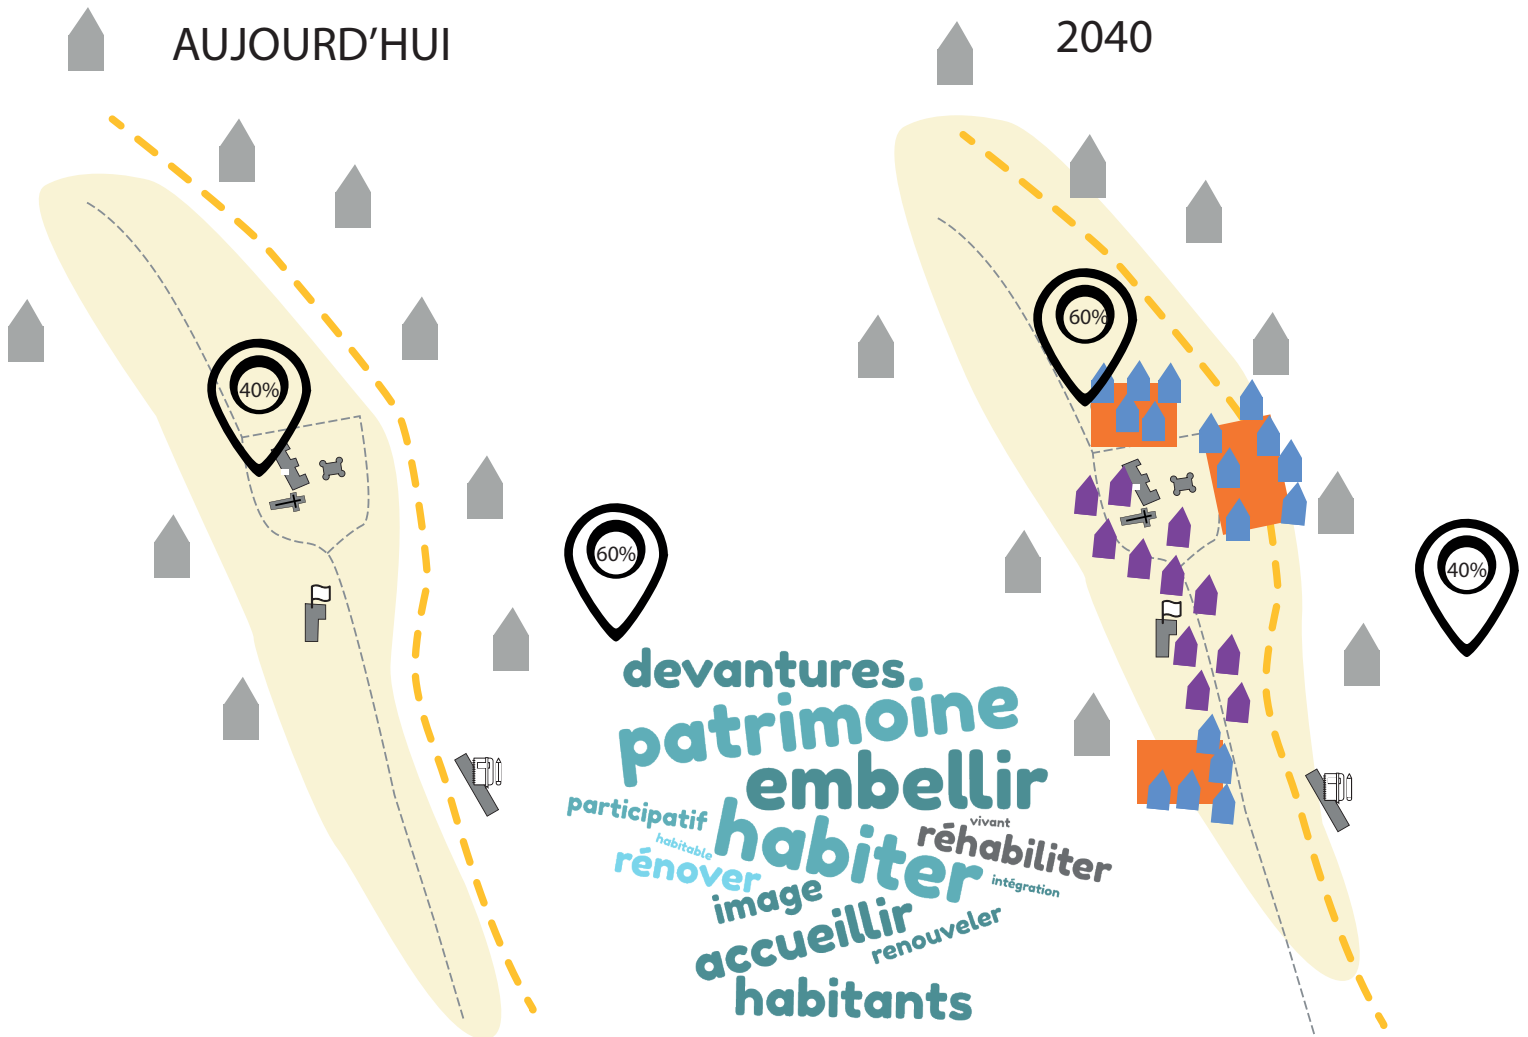 AUJOURD’HUI
2040
60%
40%
60%
40%
devantures
patrimoine
embellir
participatif
habiter
vivant
réhabiliter
habitable
rénover
intégration
image
accueillir
renouveler
habitants